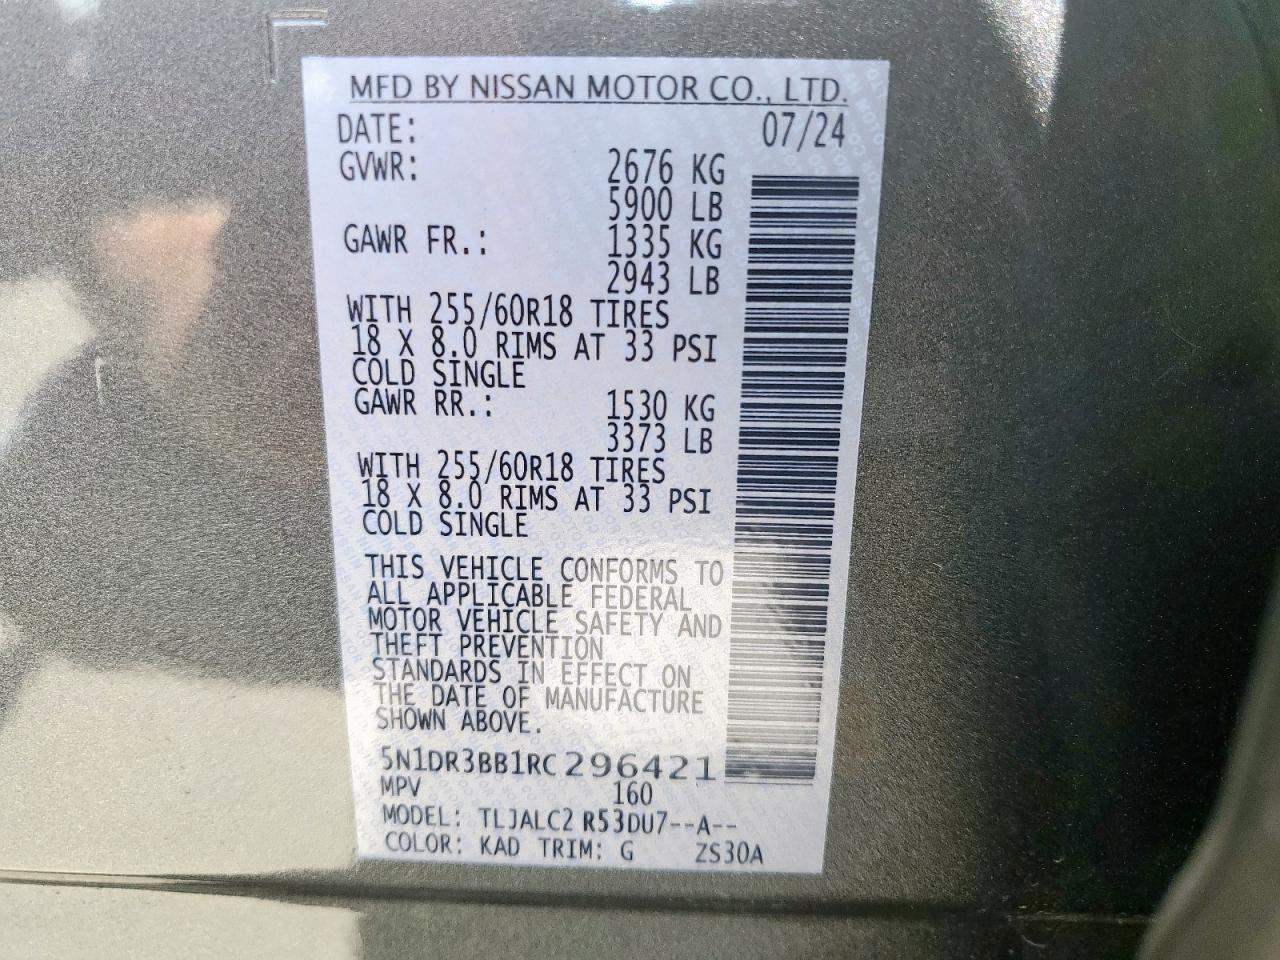 MFD BY NISSAN MOTOR CO., LTD.
DATE: 07/24
GVWR: 2676 KG
5900 LB
GAWR FR.: 1335 KG
2943 LB
WITH 255/60R18 TIRES
18 X 8.0 RIMS AT 33 PSI
COLD SINGLE
GAWR RR.: 1530 KG
3373 LB
WITH 255/60R18 TIRES
18 X 8.0 RIMS AT 33 PSI
COLD SINGLE
THIS VEHICLE CONFORMS TO
ALL APPLICABLE FEDERAL
MOTOR VEHICLE SAFETY AND
THEFT PREVENTION
STANDARDS IN EFFECT ON
THE DATE OF MANUFACTURE
SHOWN ABOVE.
5N1DR3BB1RC296421
MPV 160
MODEL: TLJALC2 R53DU7--A--
COLOR: KAD TRIM: G ZS30A